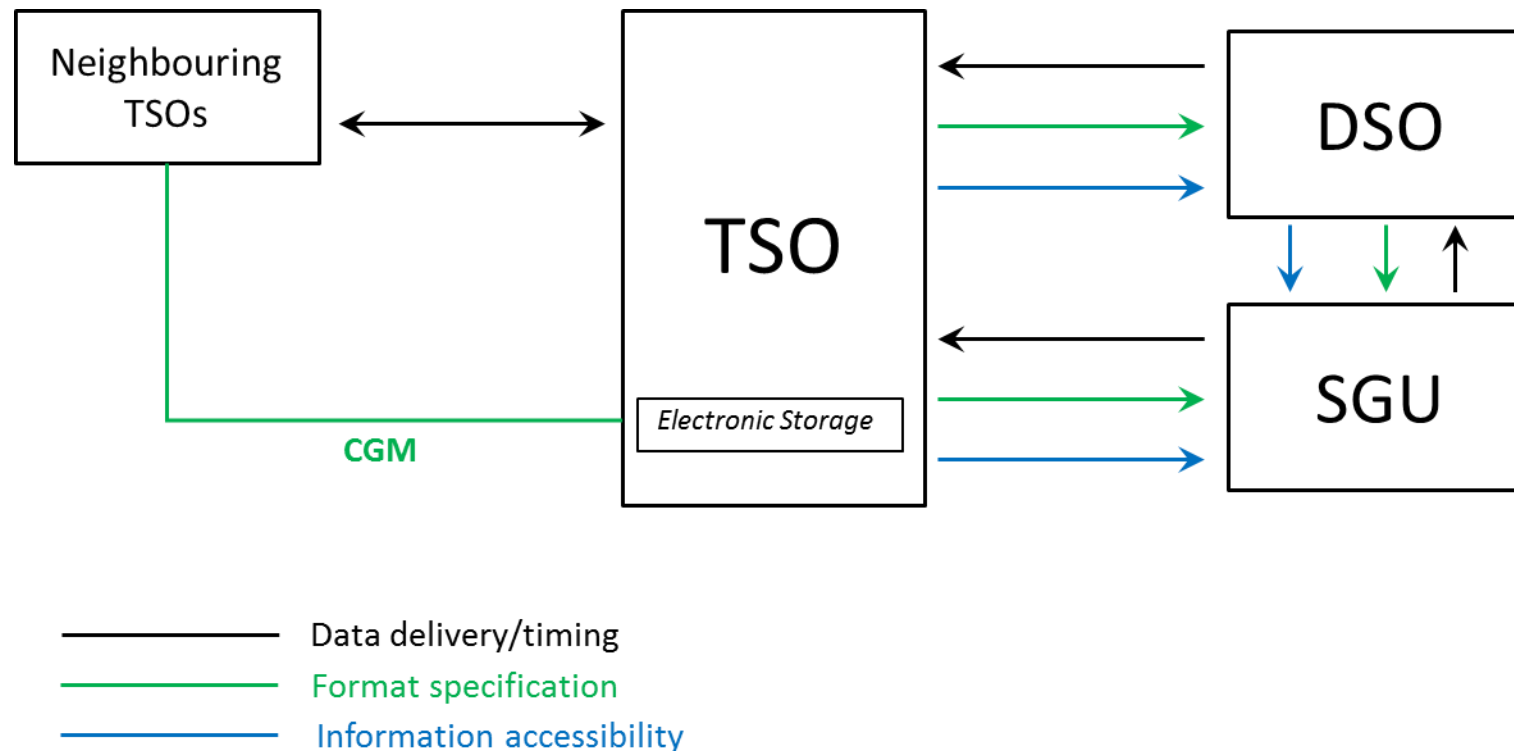 Neighbouring
TSOs
TSO
Electronic Storage
CGM
DSO
SGU
Data delivery/timing
Format specification
Information accessibility